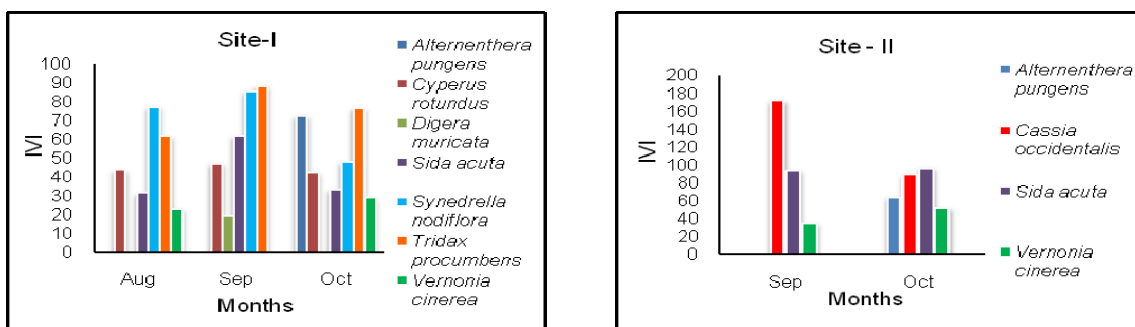 Site-I
100
90
80
70
60
50
40
30
20
10
0
IVI
Aug
Sep
Oct
Months
Alternenthera
pungens
Cyperus
rotundus
Digera
muricata
Sida acuta
Synedrella
nodiflora
Tridax
procumbens
Vernonia
cinerea
Site - II
200
180
160
140
120
100
80
60
40
20
0
IVI
Sep
Oct
Months
Alternenthera
pungens
Cassia
occidentalis
Sida acuta
Vernonia
cinerea